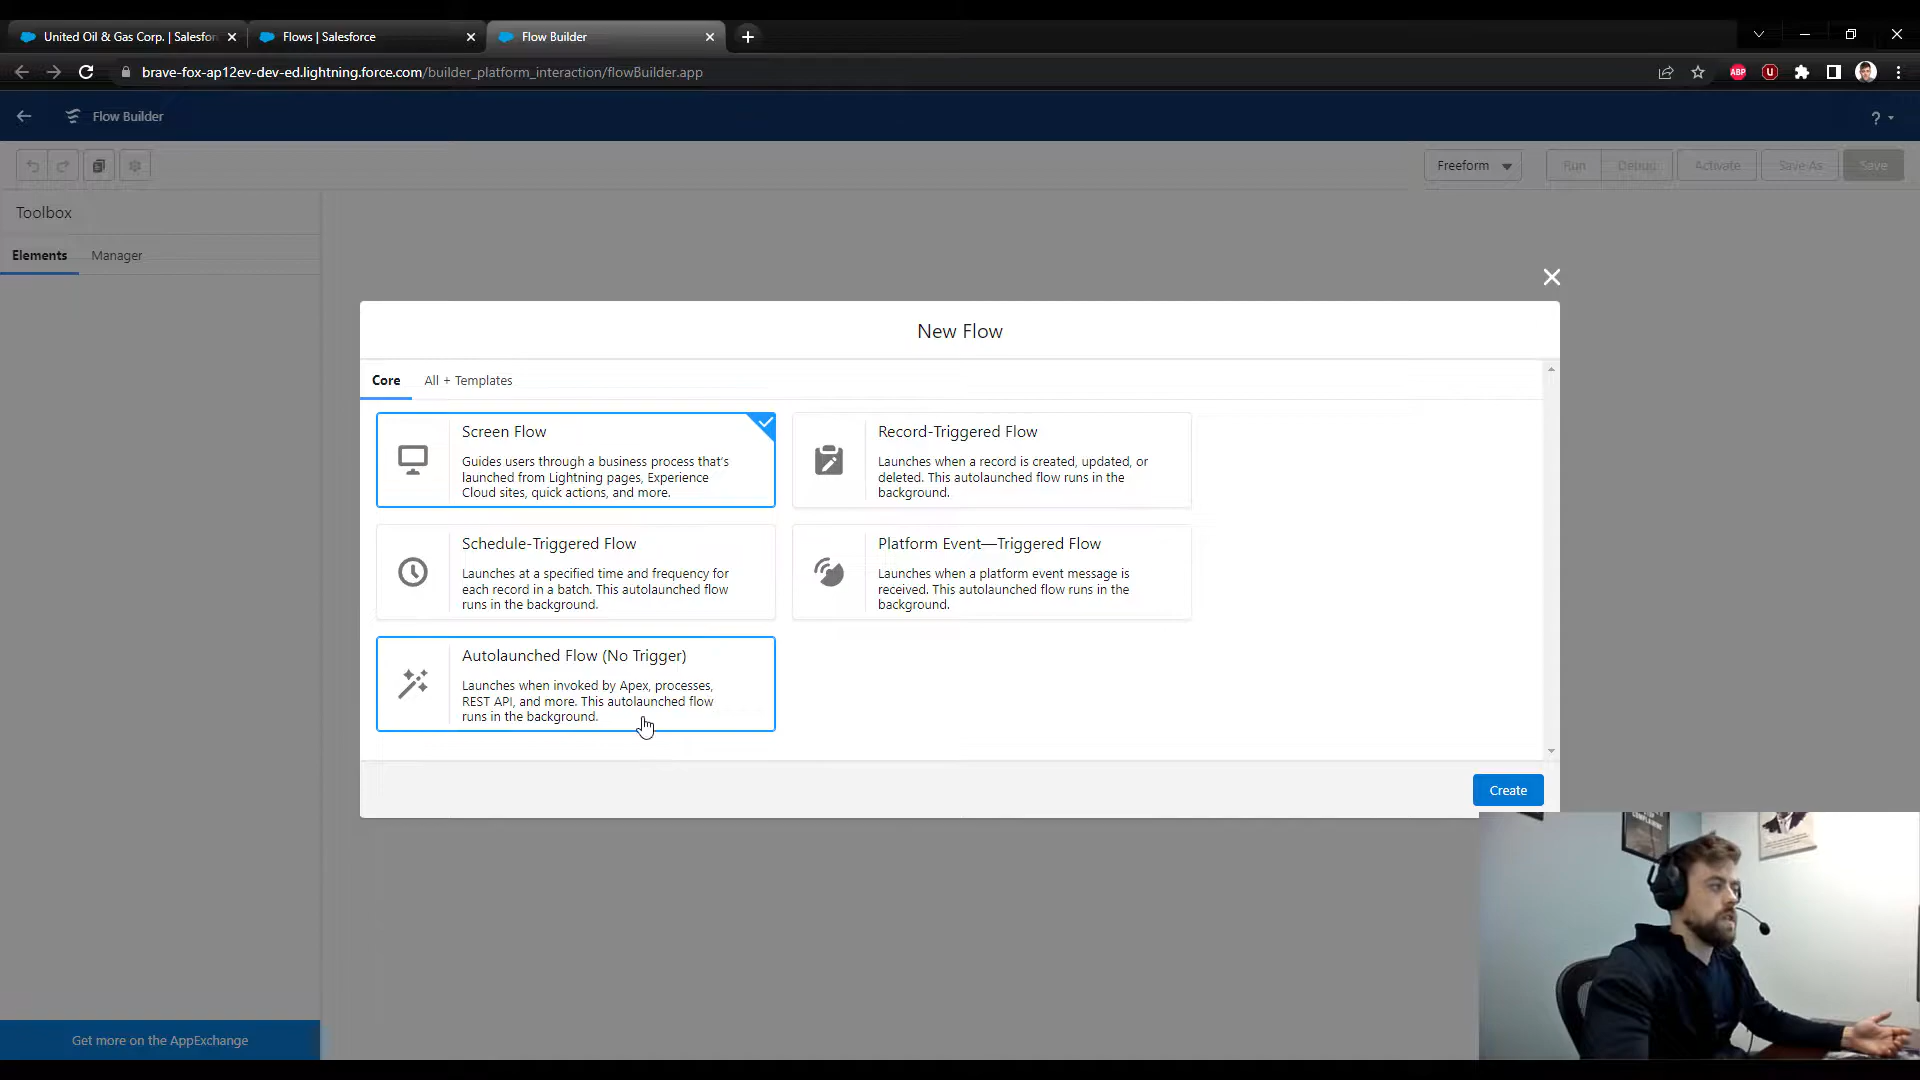 United Oil & Gas Corp. | Salesfor
Flows | Salesforce
Flow Builder
brave-fox-ap12ev-dev-ed.lightning.force.com/builder_platform_interaction/flowBuilder.app
ABP
Flow Builder
?
Freeform
Run
Debug
Activate
Save As
Save
Toolbox
Elements
Manager
New Flow
Core
All + Templates
Screen Flow
Guides users through a business process that's
launched from Lightning pages, Experience
Cloud sites, quick actions, and more.
Record-Triggered Flow
Launches when a record is created, updated, or
deleted. This autolaunched flow runs in the
background.
Schedule-Triggered Flow
Launches at a specified time and frequency for
each record in a batch. This autolaunched flow
runs in the background.
Platform Event—Triggered Flow
Launches when a platform event message is
received. This autolaunched flow runs in the
background.
Autolaunched Flow (No Trigger)
Launches when invoked by Apex, processes,
REST API, and more. This autolaunched flow
runs in the background.
Create
Get more on the AppExchange